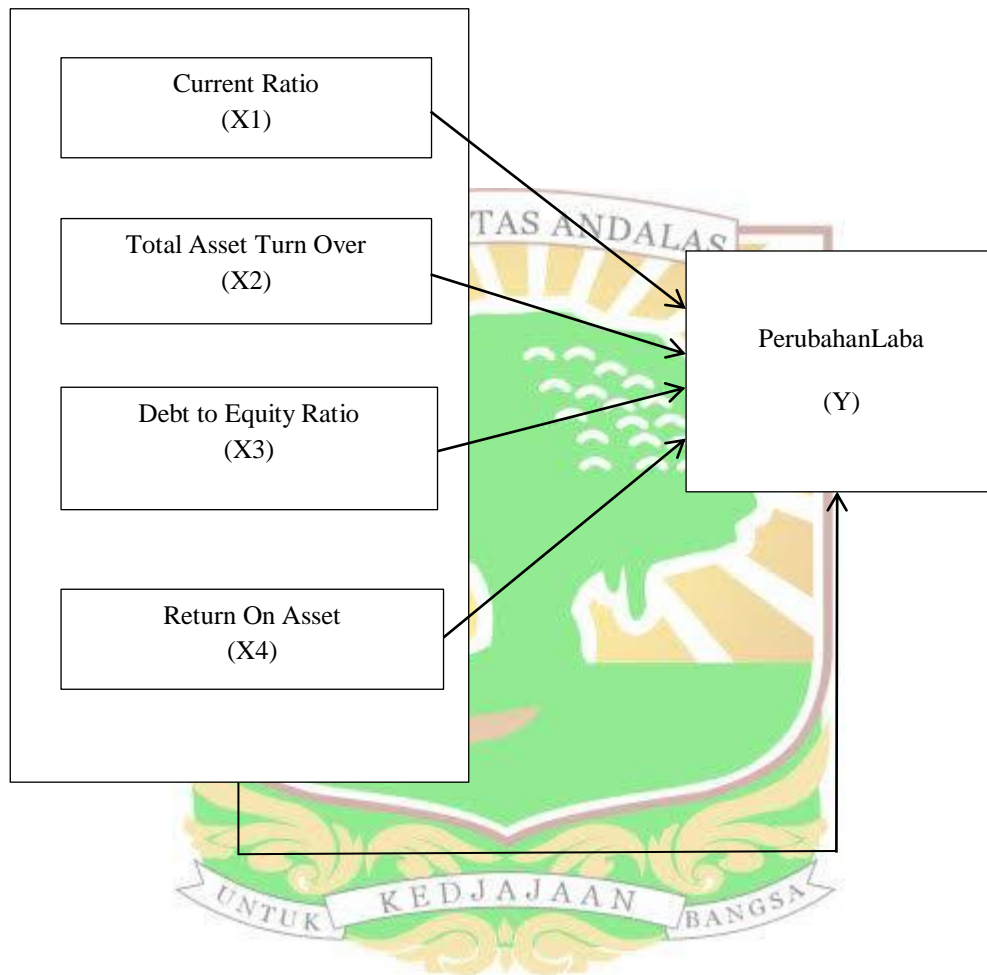 Current Ratio
(X1)
TAS ANDALAS
Total Asset Turn Over
(X2)
PerubahanLaba
(Y)
Debt to Equity Ratio
(X3)
Return On Asset
(X4)
UNTUK KEDJAJAAN BANGSA